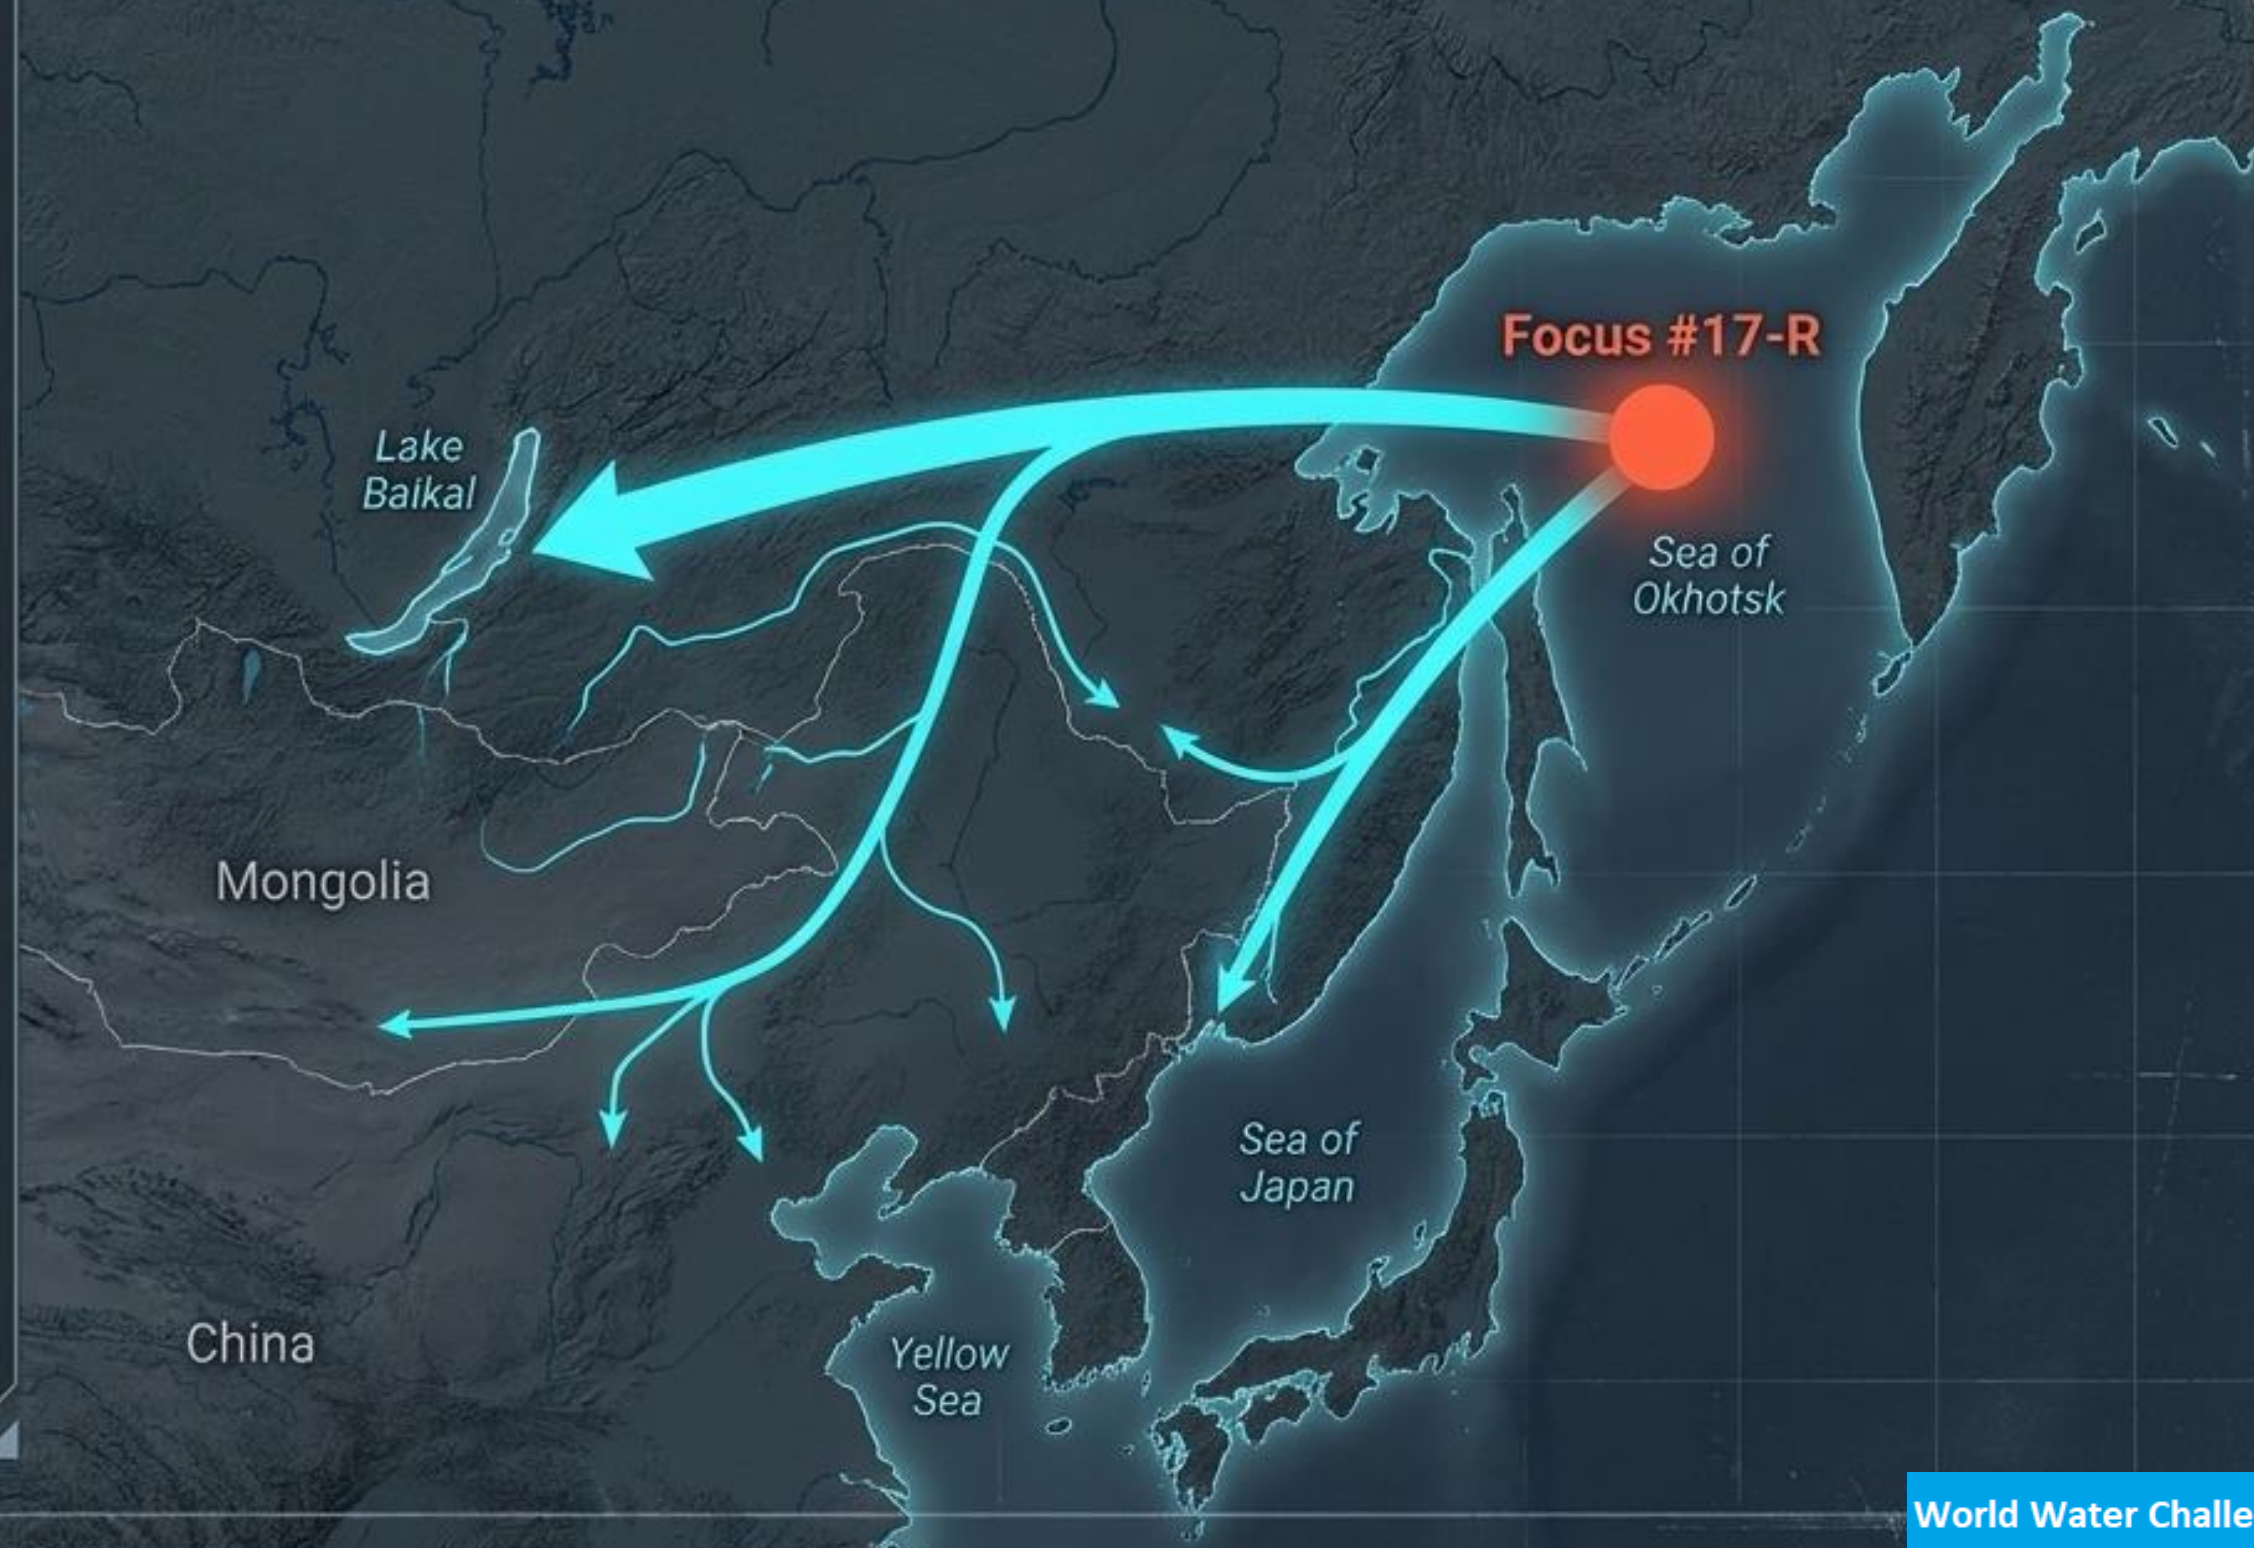 Focus #17-R
Lake
Baikal
Sea of
Okhotsk
Mongolia
Sea of
Japan
China
Yellow
Sea
World Water Challe